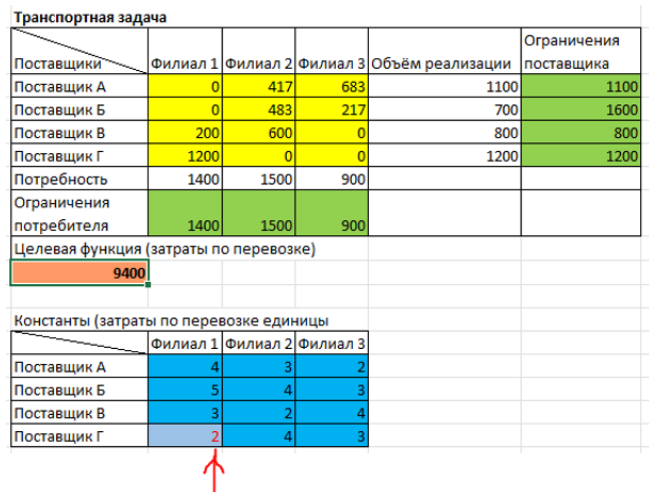 Транспортная задача
Ограничения
Поставщики Филиал 1 Филиал 2 Филиал 3 Объём реализации поставщика
Поставщик А 0 417 683 1100 1100
Поставщик Б 0 483 217 700 1600
Поставщик В 200 600 0 800 800
Поставщик Г 1200 0 0 1200 1200
Потребность 1400 1500 900
Ограничения
потребителя 1400 1500 900
Целевая функция (затраты по перевозке)
9400
Константы (затраты по перевозке единицы
Филиал 1 Филиал 2 Филиал 3
Поставщик А 4 3 2
Поставщик Б 5 4 3
Поставщик В 3 2 4
Поставщик Г 2 4 3